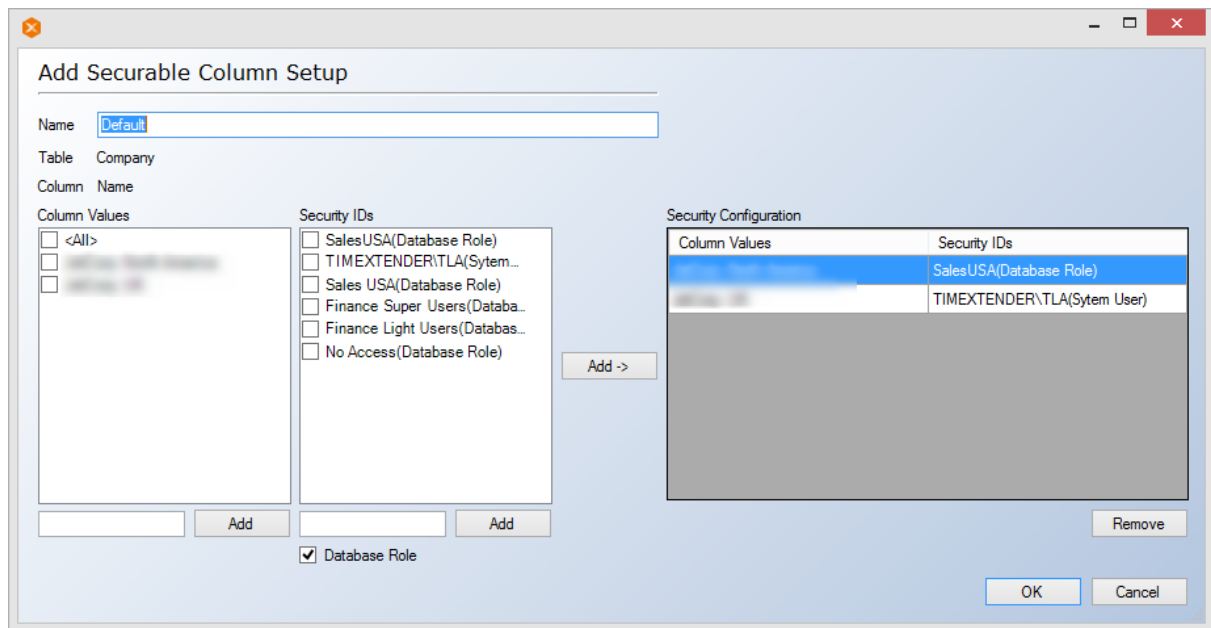 Add Securable Column Setup
Name Default
Table Company
Column Name
Column Values Security IDs Security Configuration
<All>
SalesUSA(Database Role)
TIMEXTENDER\TLA(Sytem...
Sales USA(Database Role)
Finance Super Users(Databa...
Finance Light Users(Databas...
No Access(Database Role)
Add ->
Column Values Security IDs
SalesUSA(Database Role)
TIMEXTENDER\TLA(Sytem User)
Add Add Remove
Database Role
OK Cancel